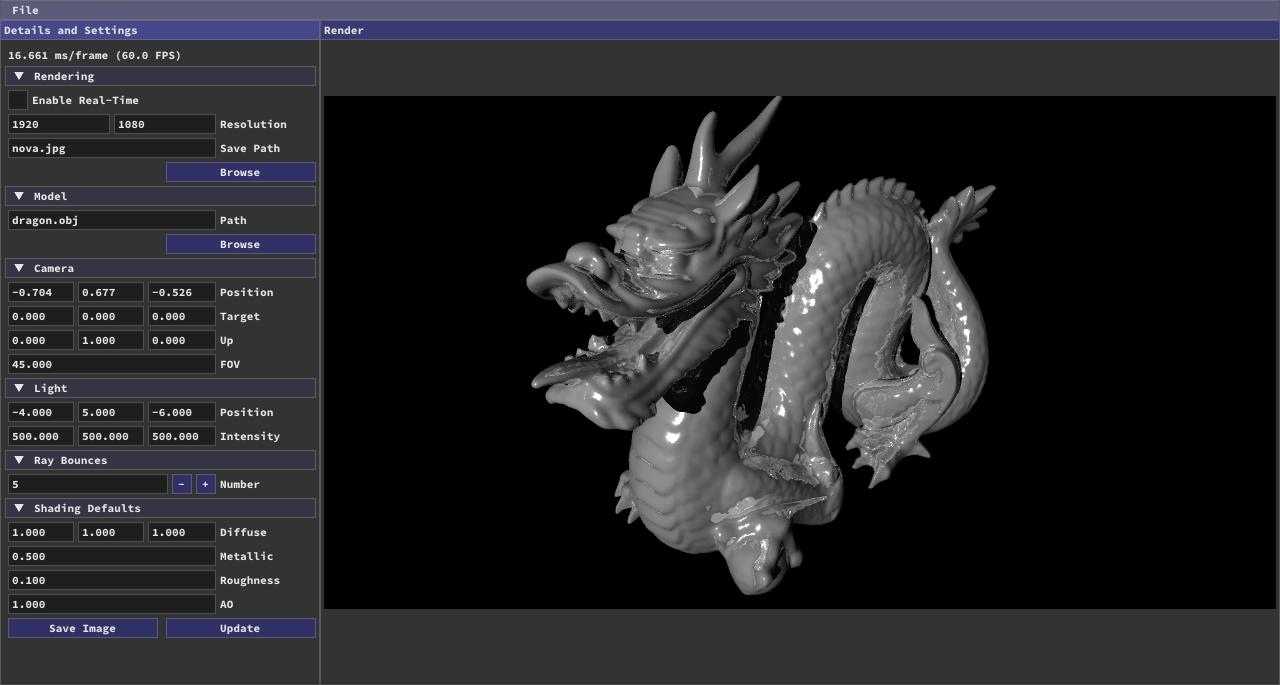 File
Details and Settings
Render
16.661 ms/frame (60.0 FPS)
Rendering
Enable Real-Time
1920 1080 Resolution
nova.jpg Save Path
Browse
Model
dragon.obj Path
Browse
Camera
-0.704 0.677 -0.526 Position
0.000 0.000 0.000 Target
0.000 1.000 0.000 Up
45.000 FOV
Light
-4.000 5.000 -6.000 Position
500.000 500.000 500.000 Intensity
Ray Bounces
5 - + Number
Shading Defaults
1.000 1.000 1.000 Diffuse
0.500 Metallic
0.100 Roughness
1.000 AO
Save Image Update